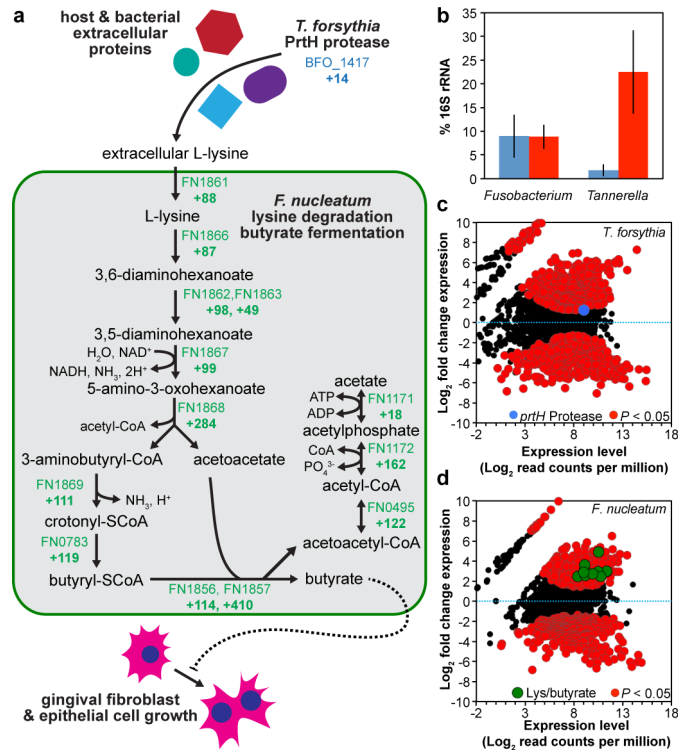 a
host & bacterial
extracellular
proteins
T. forsythia
PrtH protease
BFO_1417
+14
extracellular L-lysine
FN1861
+88
F. nucleatum
lysine degradation
butyrate fermentation
L-lysine
FN1866
+87
3,6-diaminohexanoate
FN1862,FN1863
+98, +49
3,5-diaminohexanoate
H₂O, NAD⁺
NADH, NH₃, 2H⁺
FN1867
+99
5-amino-3-oxohexanoate
FN1868
+284
acetyl-CoA
3-aminobutyryl-CoA
acetoacetate
FN1869
+111
NH₃, H⁺
crotonyl-SCoA
FN0783
+119
butyryl-SCoA
FN1856, FN1857
+114, +410
butyrate
acetate
ATP
ADP
FN1171
+18
acetylphosphate
CoA
PO₄³⁻
FN1172
+162
acetyl-CoA
FN0495
+122
acetoacetyl-CoA
gingival fibroblast
& epithelial cell growth
b
% 16S rRNA
35
30
25
20
15
10
5
0
Fusobacterium
Tannerella
c
T. forsythia
Log₂ fold change expression
10
8
6
4
2
0
-2
-4
-6
-8
-10
prtH Protease
P < 0.05
-2
3
8
13
18
Expression level
(Log₂ read counts per million)
d
F. nucleatum
Log₂ fold change expression
10
8
6
4
2
0
-2
-4
-6
-8
-10
Lys/butyrate
P < 0.05
-2
3
8
13
18
Expression level
(Log₂ read counts per million)